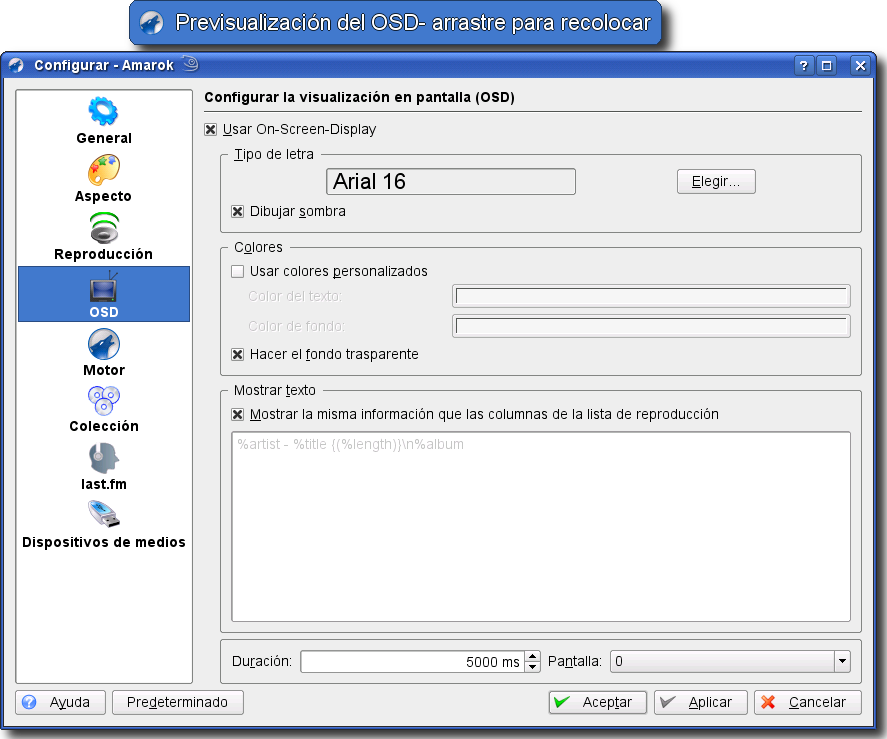 Previsualización del OSD- arrastre para recolocar
Configurar - Amarok
General
Aspecto
Reproducción
OSD
Motor
Colección
last.fm
Dispositivos de medios
Configurar la visualización en pantalla (OSD)
Usar On-Screen-Display
Tipo de letra
Arial 16
Elegir...
Dibujar sombra
Colores
Usar colores personalizados
Color del texto:
Color de fondo:
Hacer el fondo trasparente
Mostrar texto
Mostrar la misma información que las columnas de la lista de reproducción
%artist - %title {(%length)}\n%album
Duración: 5000 ms Pantalla: 0
Ayuda Predeterminado Aceptar Aplicar Cancelar